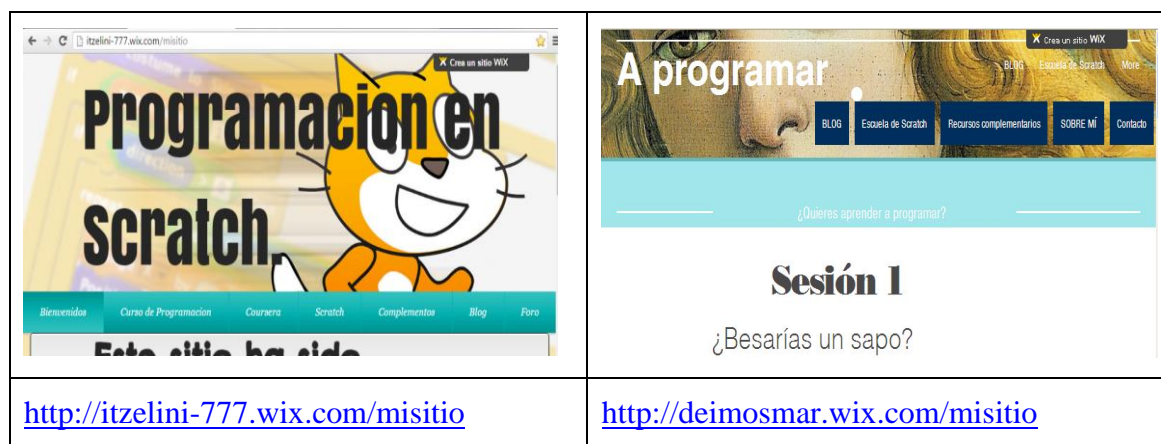 itzelini-777.wix.com/misitio
Crea un sitio WiX
Programacion en
scratch.
Bienvenidos Curso de Programacion Coursera Scratch Complementos Blog Foro
Este sitio ha sido
Crea un sitio WiX
A programar
BLOG Escuela de Scratch More
BLOG Escuela de Scratch Recursos complementarios SOBRE MÍ Contacto
¿Quieres aprender a programar?
Sesión 1
¿Besarías un sapo?
http://itzelini-777.wix.com/misitio
http://deimosmar.wix.com/misitio